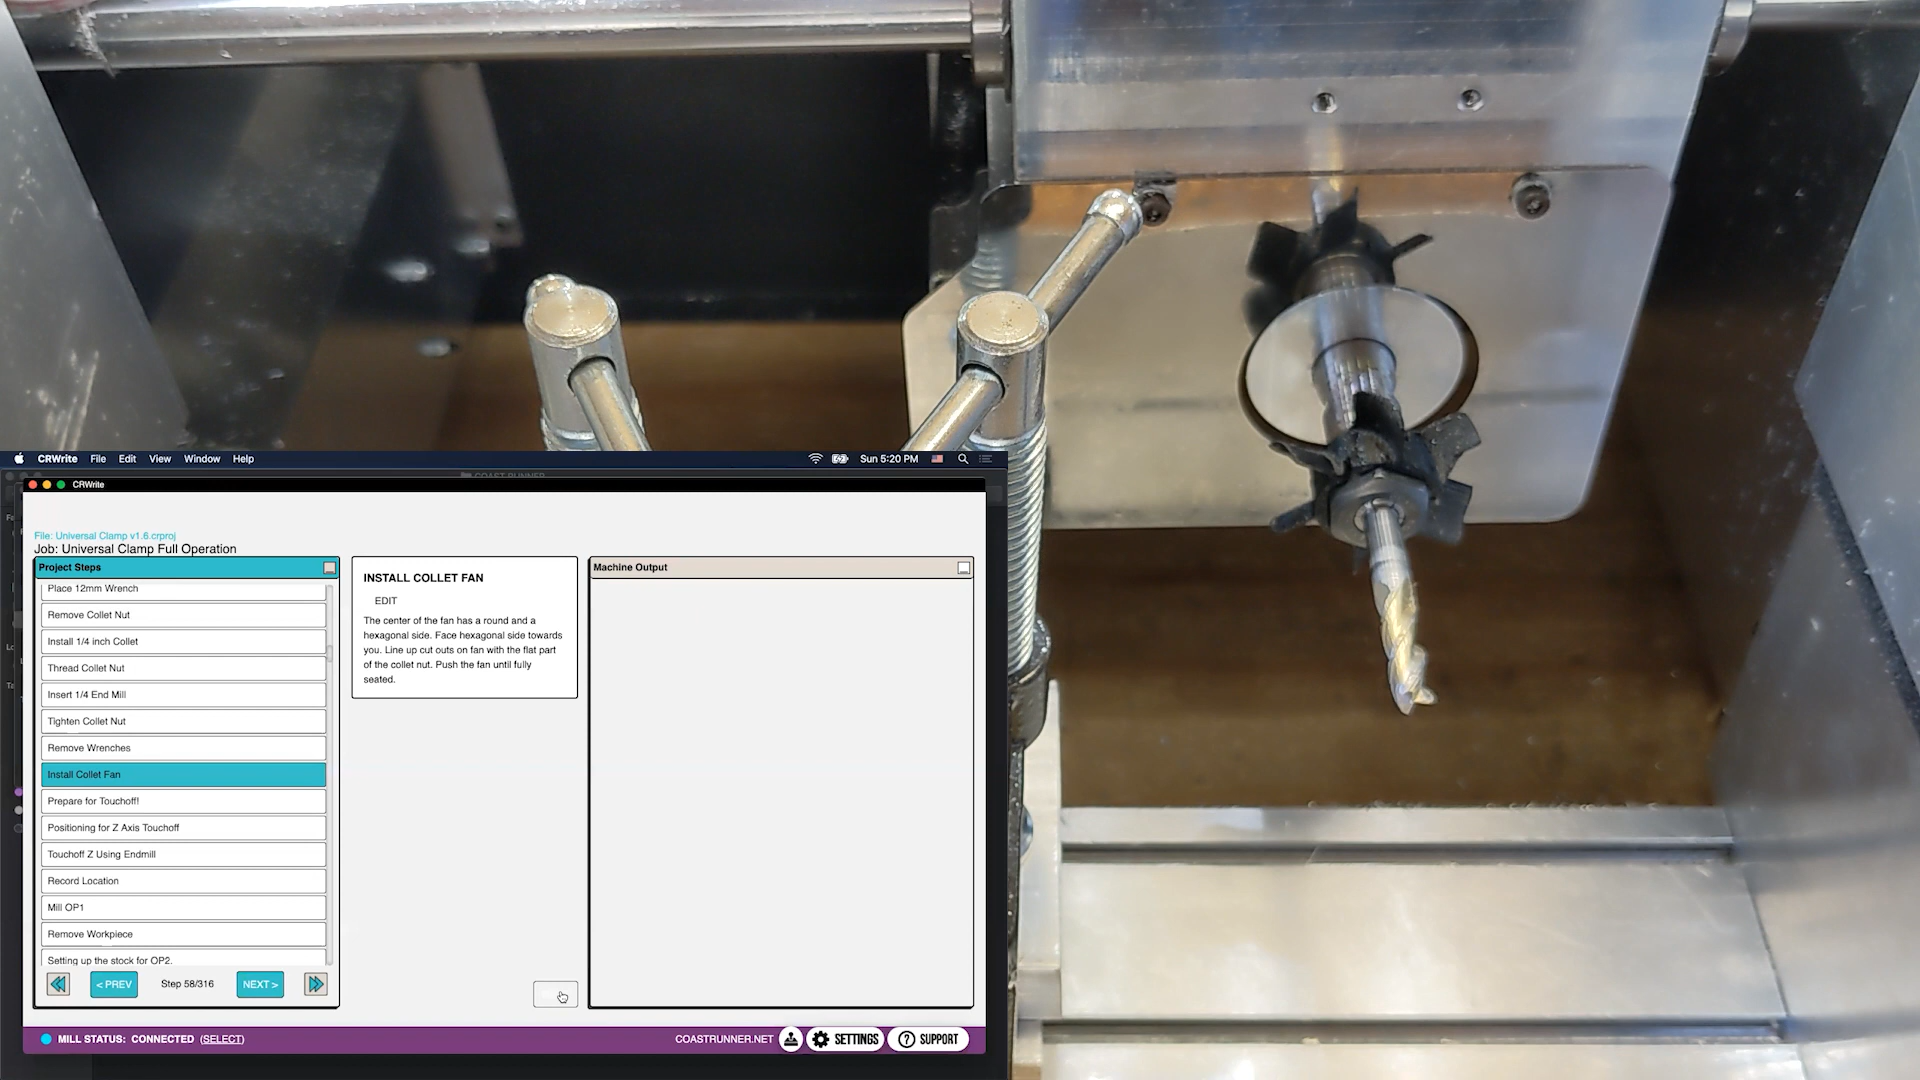 CRWrite File Edit View Window Help Sun 5:20 PM
COAST RUNNER
CRWrite
File: Universal Clamp v1.6.crproj
Job: Universal Clamp Full Operation
Project Steps
Place 12mm Wrench
Remove Collet Nut
Install 1/4 inch Collet
Thread Collet Nut
Insert 1/4 End Mill
Tighten Collet Nut
Remove Wrenches
Install Collet Fan
Prepare for Touchoff!
Positioning for Z Axis Touchoff
Touchoff Z Using Endmill
Record Location
Mill OP1
Remove Workpiece
Setting up the stock for OP2.
< PREV
Step 58/316
NEXT >
INSTALL COLLET FAN
EDIT
The center of the fan has a round and a
hexagonal side. Face hexagonal side towards
you. Line up cut outs on fan with the flat part
of the collet nut. Push the fan until fully
seated.
Machine Output
MILL STATUS: CONNECTED (SELECT)
COASTRUNNER.NET
SETTINGS
SUPPORT